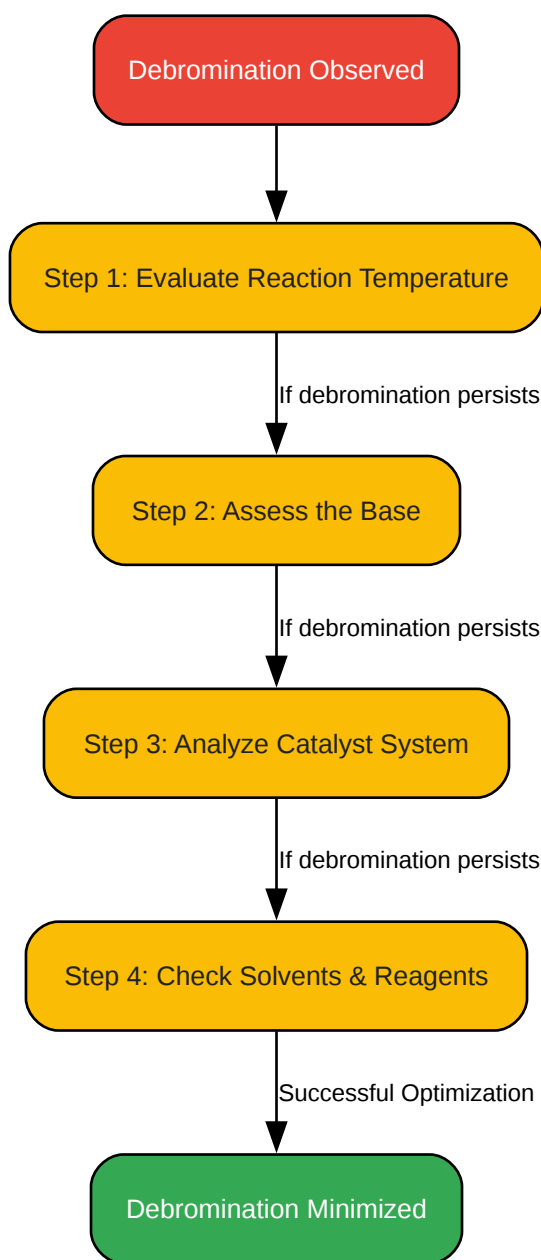 Debromination Observed
Step 1: Evaluate Reaction Temperature
If debromination persists
Step 2: Assess the Base
If debromination persists
Step 3: Analyze Catalyst System
If debromination persists
Step 4: Check Solvents & Reagents
Successful Optimization
Debromination Minimized